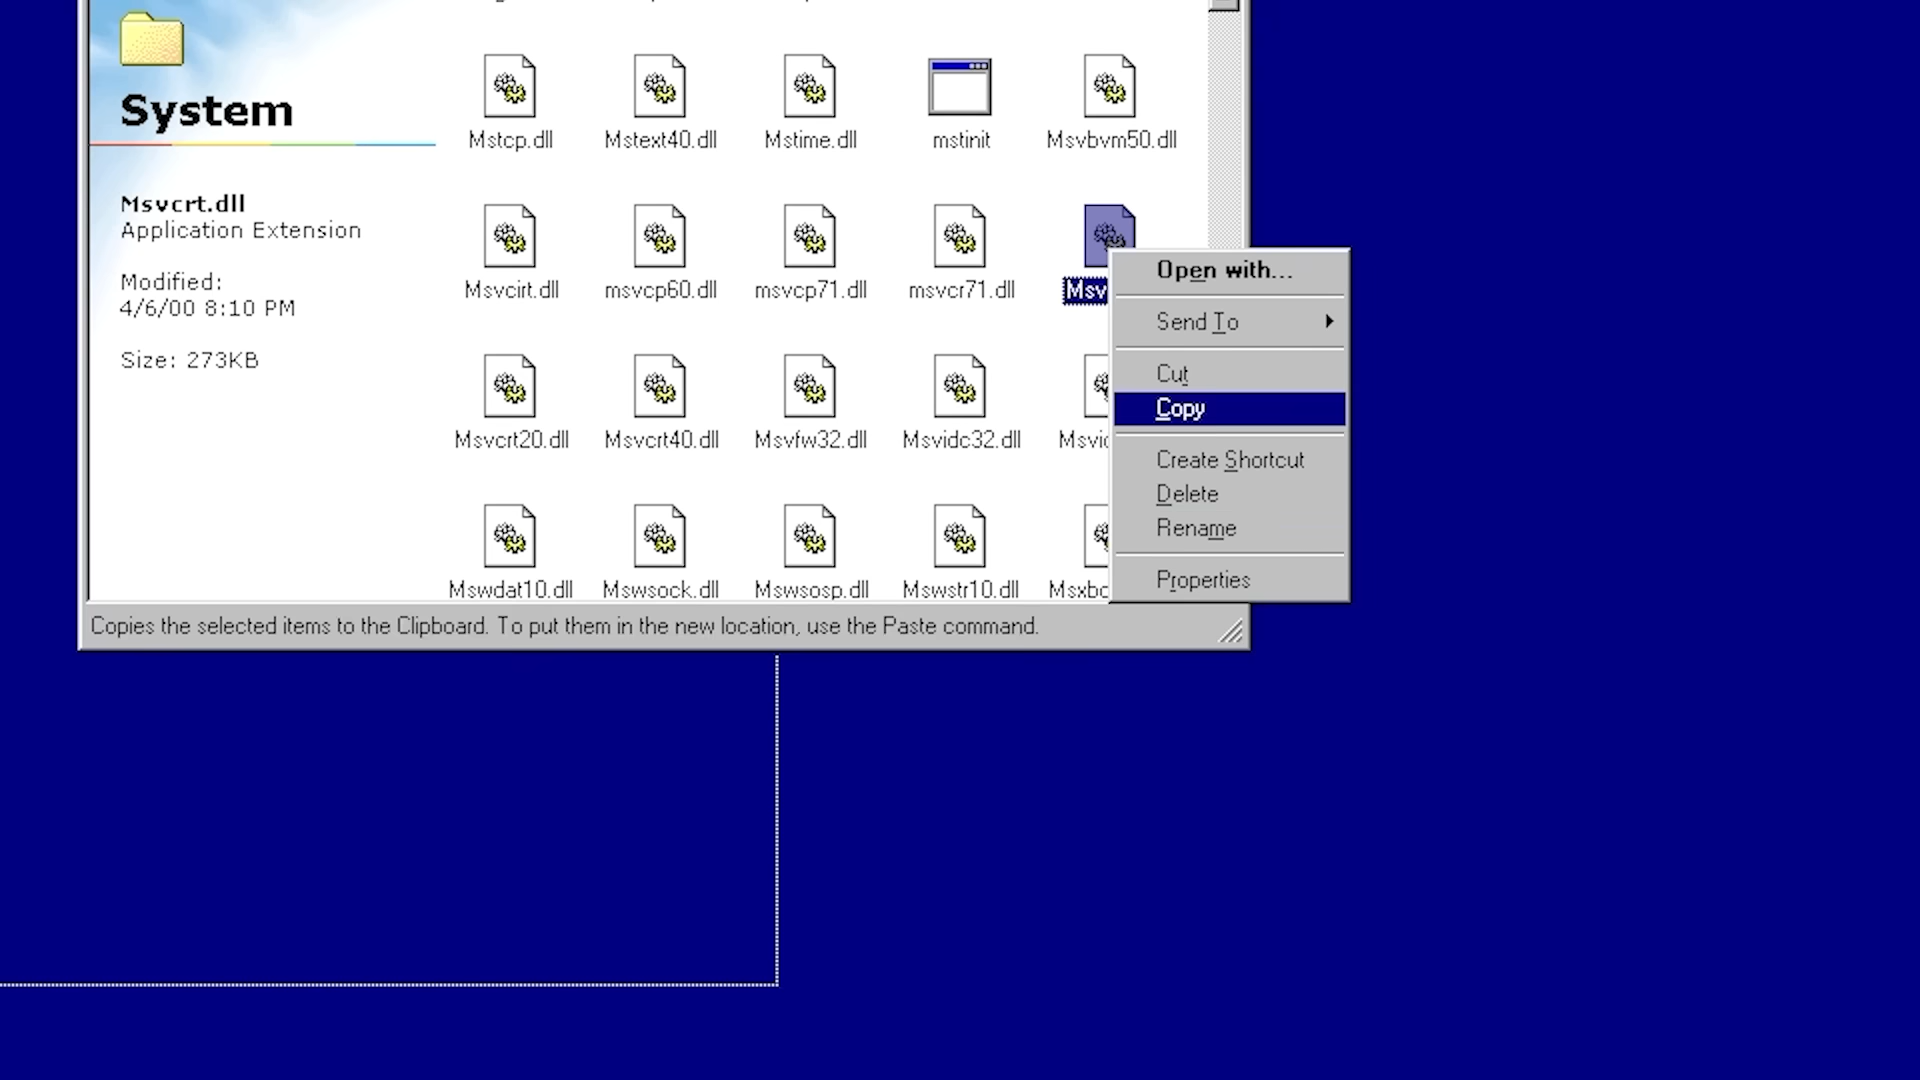 System
Msvcrt.dll
Application Extension
Modified:
4/6/00 8:10 PM
Size: 273KB
Mstcp.dll
Mstext40.dll
Mstime.dll
mstinit
Msvbvm50.dll
Msvcirt.dll
msvcp60.dll
msvcp71.dll
msvcr71.dll
Msv
Msvcrt20.dll
Msvcrt40.dll
Msvfw32.dll
Msvidc32.dll
Mswdat10.dll
Mswsock.dll
Mswsosp.dll
Mswstr10.dll
Open with...
Send To
Cut
Copy
Create Shortcut
Delete
Rename
Properties
Copies the selected items to the Clipboard. To put them in the new location, use the Paste command.